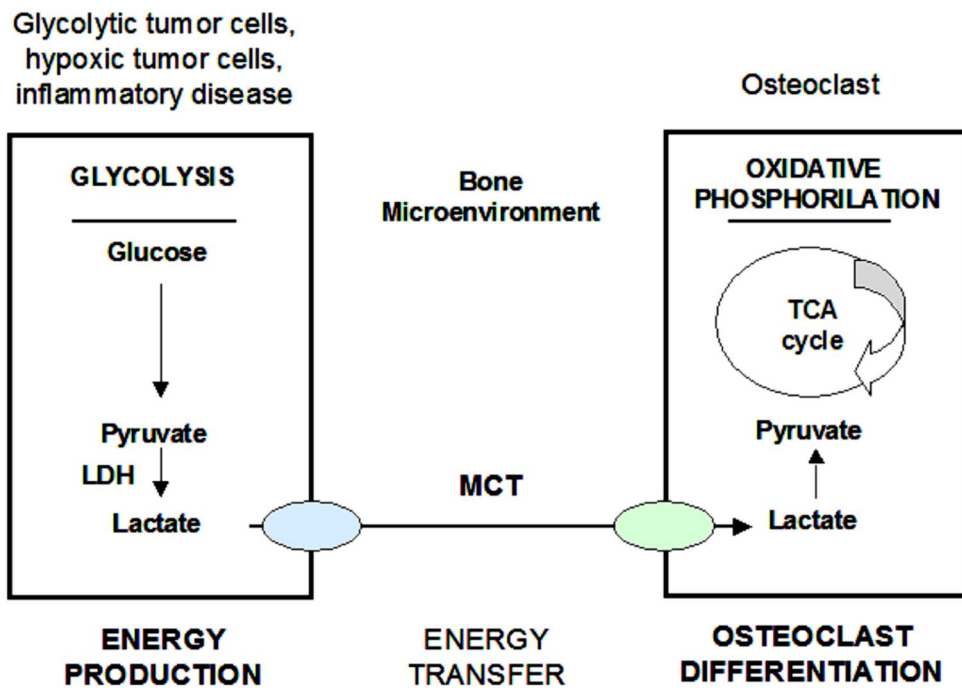 Glycolytic tumor cells,
hypoxic tumor cells,
inflammatory disease
GLYCOLYSIS
Glucose
Pyruvate
LDH
Lactate
ENERGY
PRODUCTION
Bone
Microenvironment
MCT
ENERGY
TRANSFER
Osteoclast
OXIDATIVE
PHOSPHORILATION
TCA
cycle
Pyruvate
Lactate
OSTEOCLAST
DIFFERENTIATION